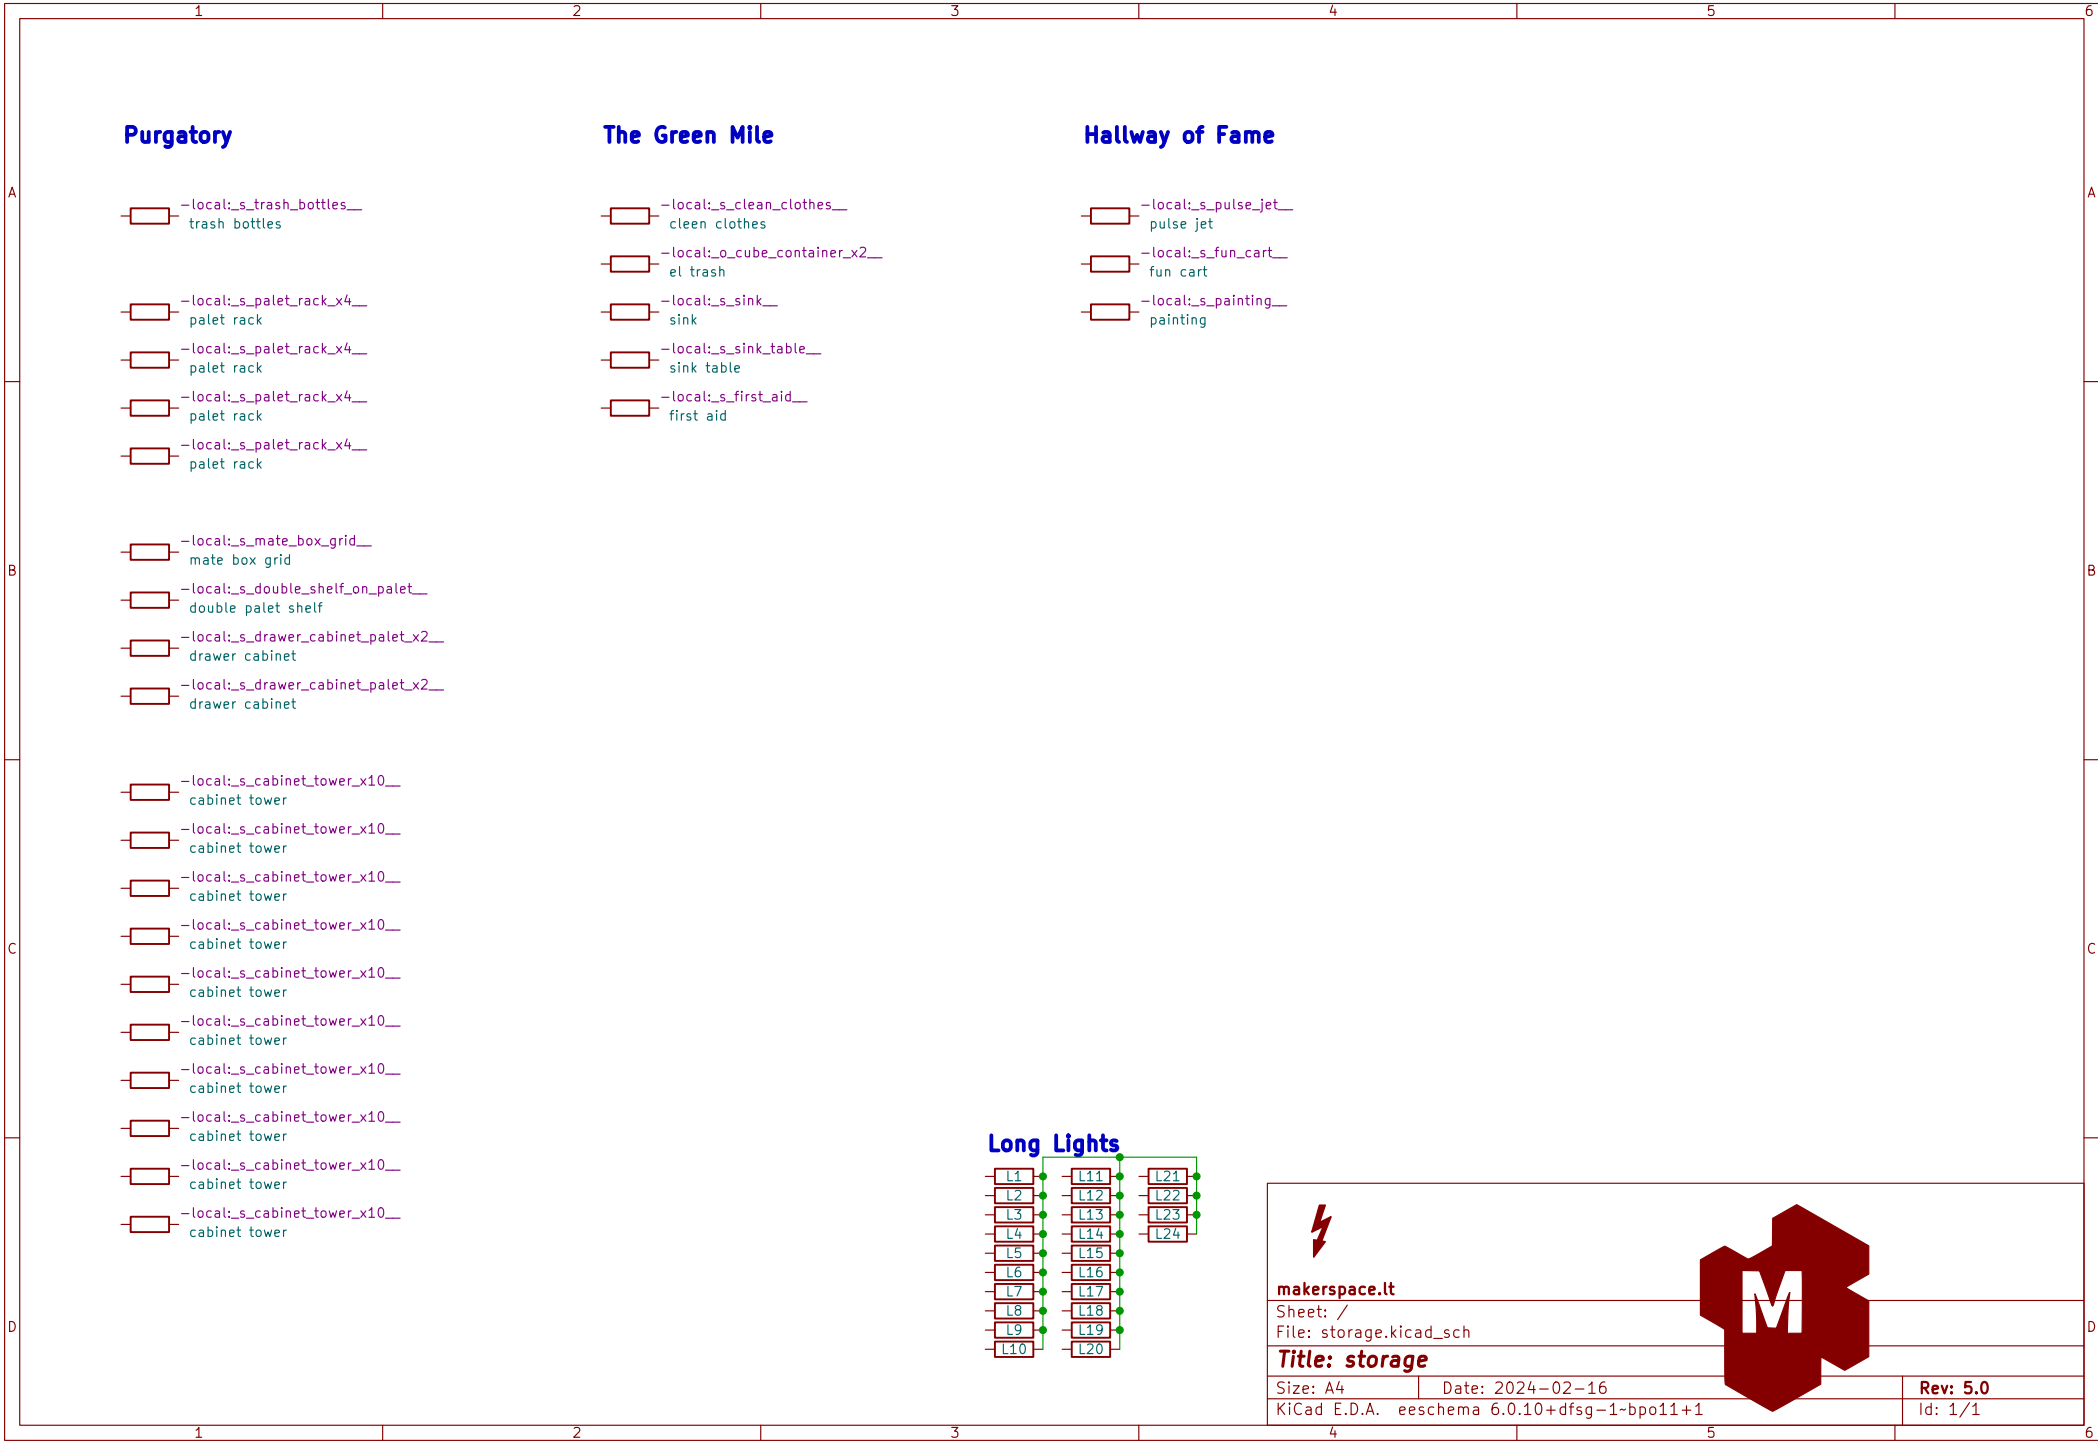 1 2 3 4 5 6
Purgatory
The Green Mile
Hallway of Fame
A A
-local:_s_trash_bottles__
trash bottles
-local:_s_palet_rack_x4__
palet rack
-local:_s_palet_rack_x4__
palet rack
-local:_s_palet_rack_x4__
palet rack
-local:_s_palet_rack_x4__
palet rack
-local:_s_mate_box_grid__
mate box grid
-local:_s_double_shelf_on_palet__
double palet shelf
-local:_s_drawer_cabinet_palet_x2__
drawer cabinet
-local:_s_drawer_cabinet_palet_x2__
drawer cabinet
-local:_s_cabinet_tower_x10__
cabinet tower
-local:_s_cabinet_tower_x10__
cabinet tower
-local:_s_cabinet_tower_x10__
cabinet tower
-local:_s_cabinet_tower_x10__
cabinet tower
-local:_s_cabinet_tower_x10__
cabinet tower
-local:_s_cabinet_tower_x10__
cabinet tower
-local:_s_cabinet_tower_x10__
cabinet tower
-local:_s_cabinet_tower_x10__
cabinet tower
-local:_s_cabinet_tower_x10__
cabinet tower
-local:_s_cabinet_tower_x10__
cabinet tower
-local:_s_clean_clothes__
cleen clothes
-local:_o_cube_container_x2__
el trash
-local:_s_sink__
sink
-local:_s_sink_table__
sink table
-local:_s_first_aid__
first aid
-local:_s_pulse_jet__
pulse jet
-local:_s_fun_cart__
fun cart
-local:_s_painting__
painting
B B
C C
Long Lights
L1 L11 L21
L2 L12 L22
L3 L13 L23
L4 L14 L24
L5 L15
L6 L16
L7 L17
L8 L18
L9 L19
L10 L20
D D
makerspace.lt
M
Sheet: /
File: storage.kicad_sch
Title: storage
Size: A4 Date: 2024-02-16 Rev: 5.0
KiCad E.D.A. eeschema 6.0.10+dfsg-1~bpo11+1 Id: 1/1
1 2 3 4 5 6